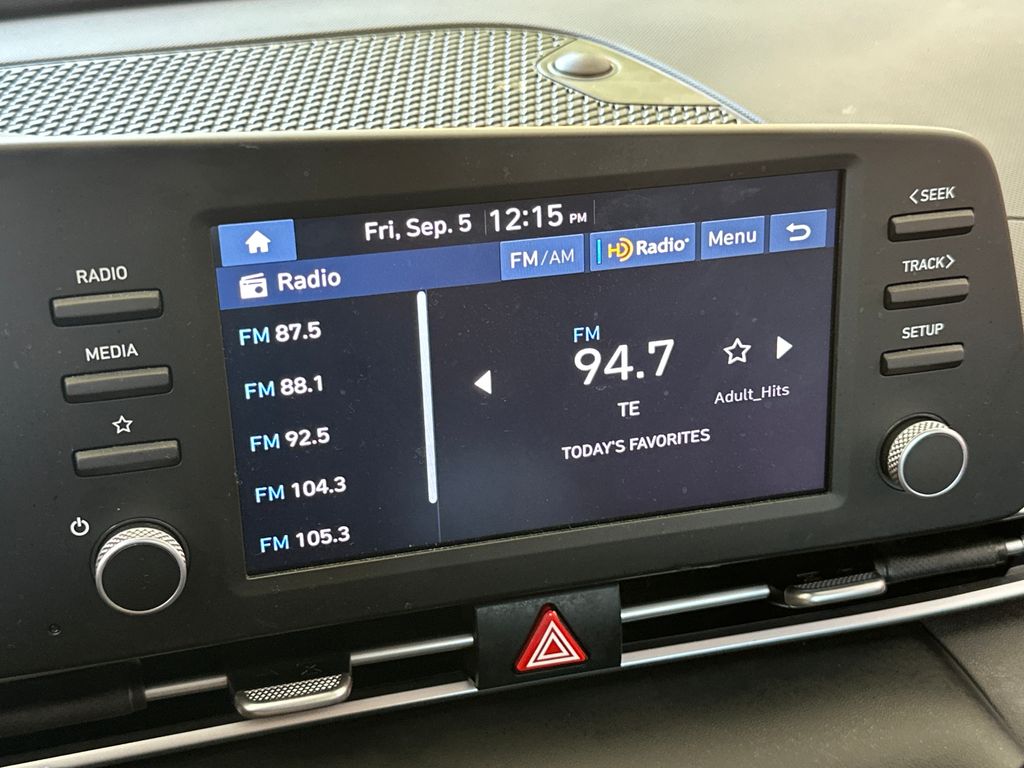 Fri, Sep. 5 12:15 PM
FM/AM HD Radio Menu
Radio
FM 87.5
FM 88.1
FM 92.5
FM 104.3
FM 105.3
FM
94.7
Adult_Hits
TE
TODAY'S FAVORITES
RADIO
MEDIA
< SEEK
TRACK >
SETUP